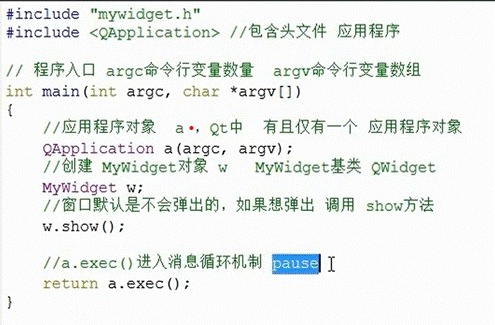 #include "mywidget.h"
#include <QApplication> //包含头文件 应用程序
// 程序入口 argc命令行变量数量 argv命令行变量数组
int main(int argc, char *argv[])
{
//应用程序对象 a ，Qt中 有且仅有一个 应用程序对象
QApplication a(argc, argv);
//创建 MyWidget对象 w MyWidget基类 QWidget
MyWidget w;
//窗口默认是不会弹出的，如果想弹出 调用 show方法
w.show();
//a.exec()进入消息循环机制 pause
return a.exec();
}